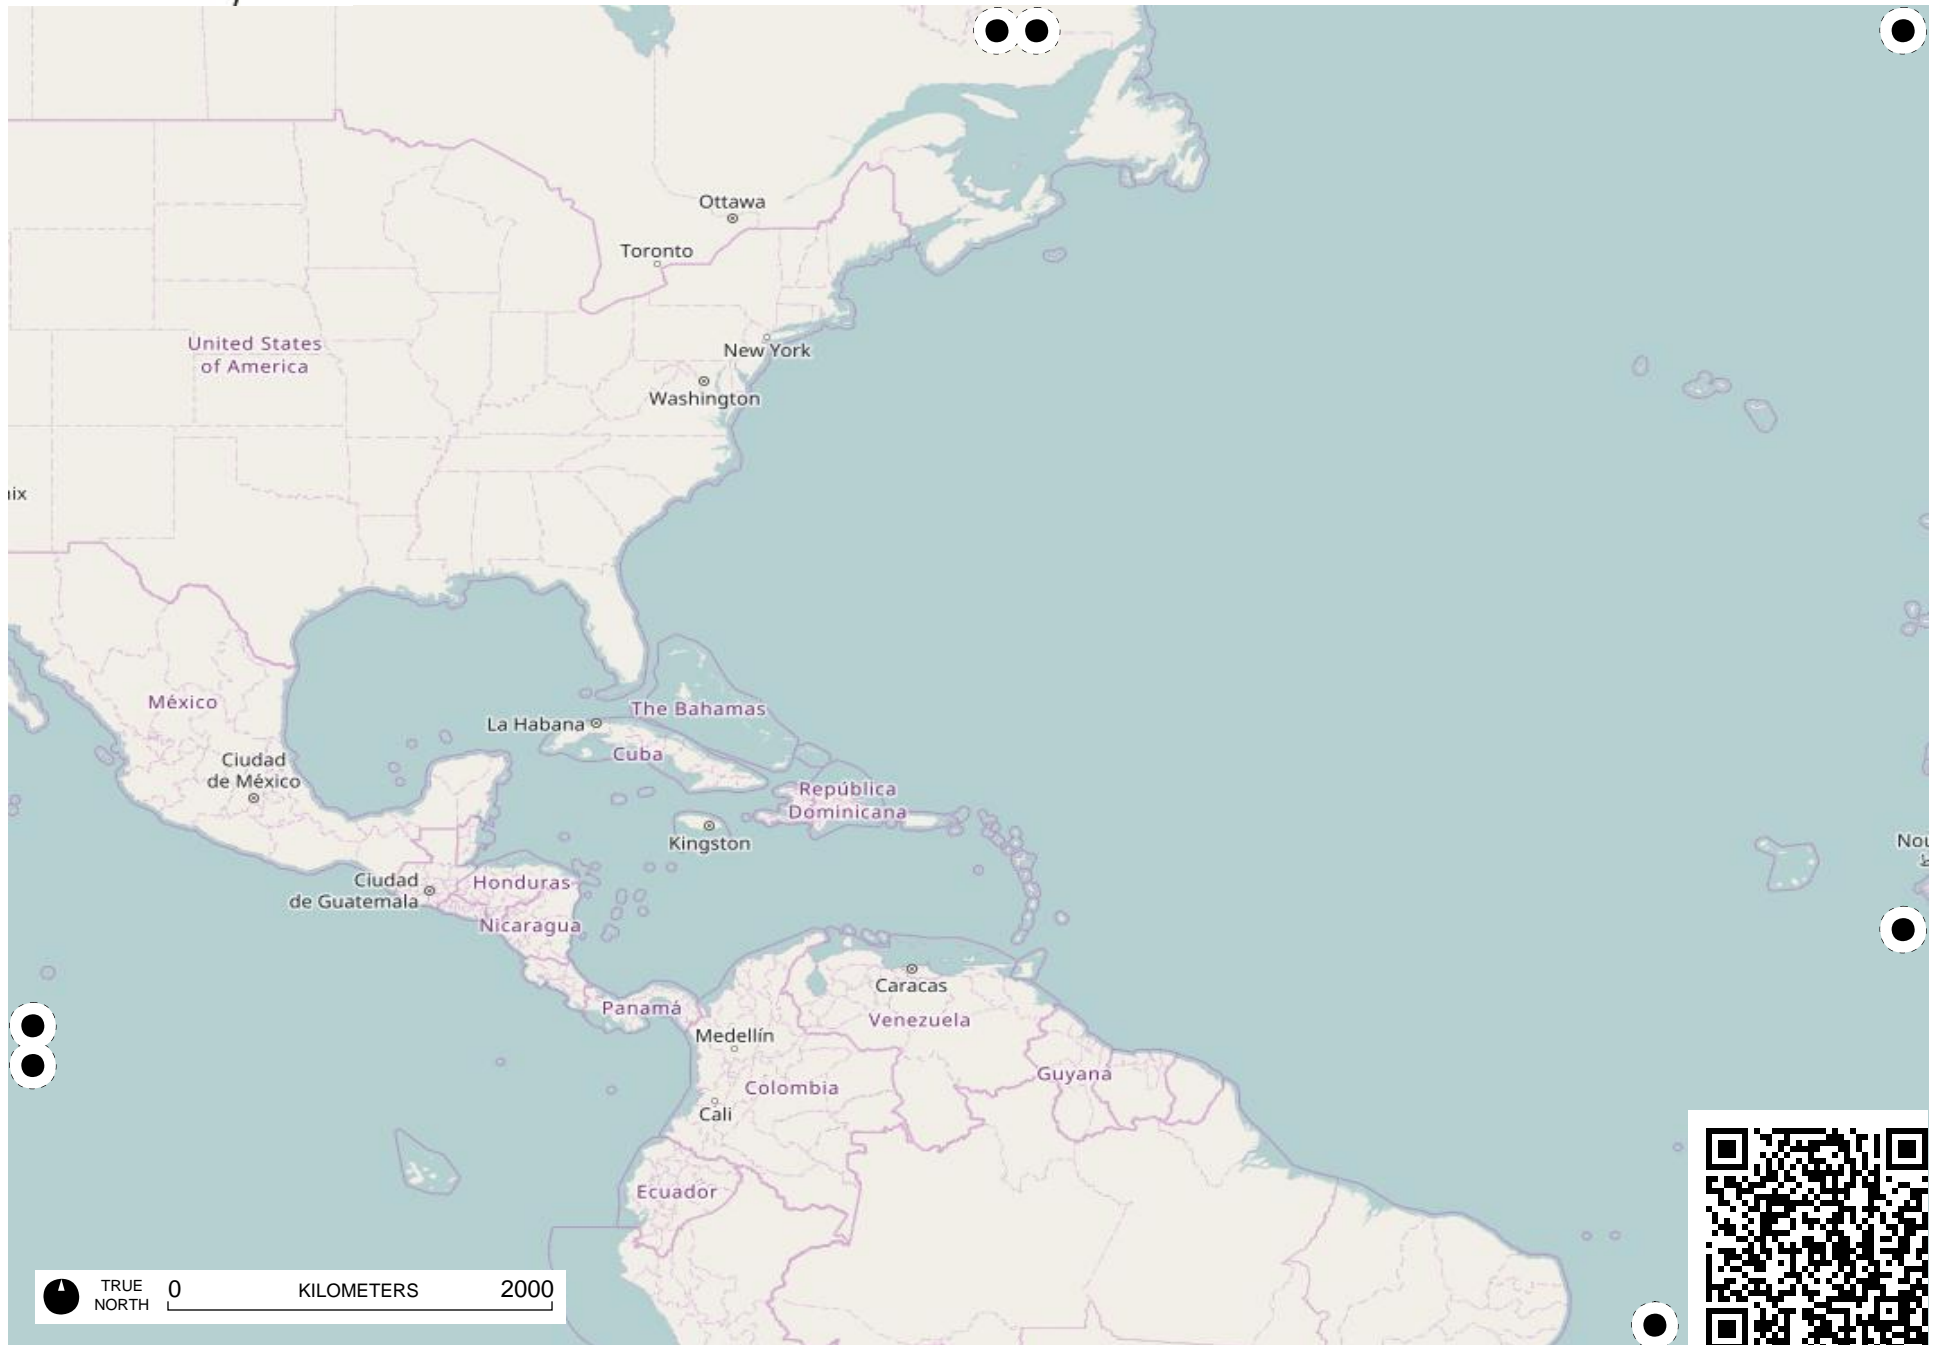 Ottawa
Toronto
United States
of America
New York
Washington
México
La Habana
The Bahamas
Cuba
Ciudad
de México
República
Dominicana
Kingston
Ciudad
de Guatemala
Honduras
Nicaragua
Caracas
Panamá
Venezuela
Medellín
Guyana
Colombia
Cali
Ecuador
TRUE
NORTH
0 KILOMETERS 2000